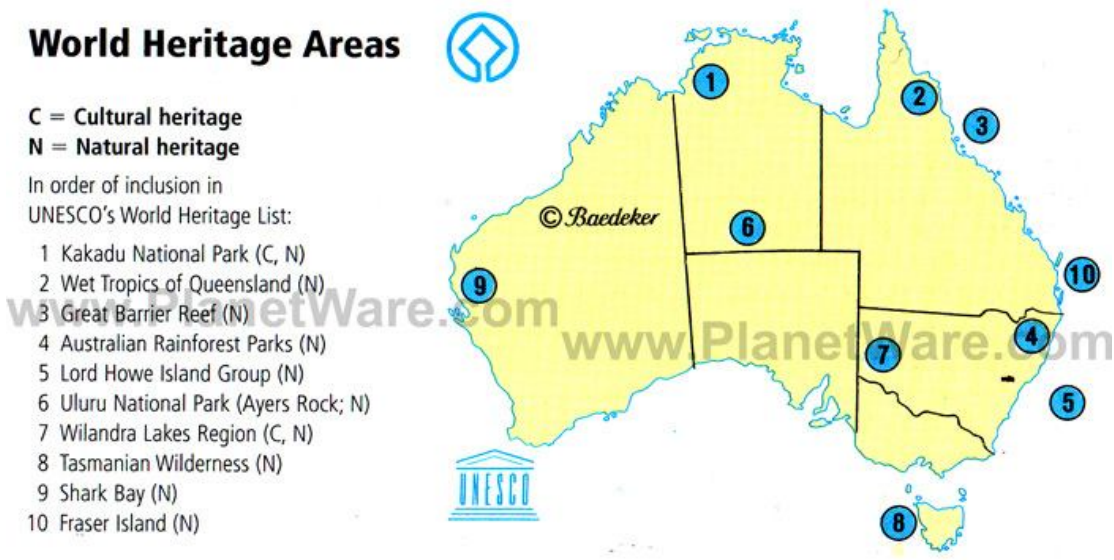 World Heritage Areas
C = Cultural heritage
N = Natural heritage
In order of inclusion in
UNESCO's World Heritage List:
1 Kakadu National Park (C, N)
2 Wet Tropics of Queensland (N)
3 Great Barrier Reef (N)
4 Australian Rainforest Parks (N)
5 Lord Howe Island Group (N)
6 Uluru National Park (Ayers Rock; N)
7 Wilandra Lakes Region (C, N)
8 Tasmanian Wilderness (N)
9 Shark Bay (N)
10 Fraser Island (N)
www.PlanetWare.com
www.PlanetWare.com
1
2
3
© Baedeker
6
9
10
4
7
5
UNESCO
8